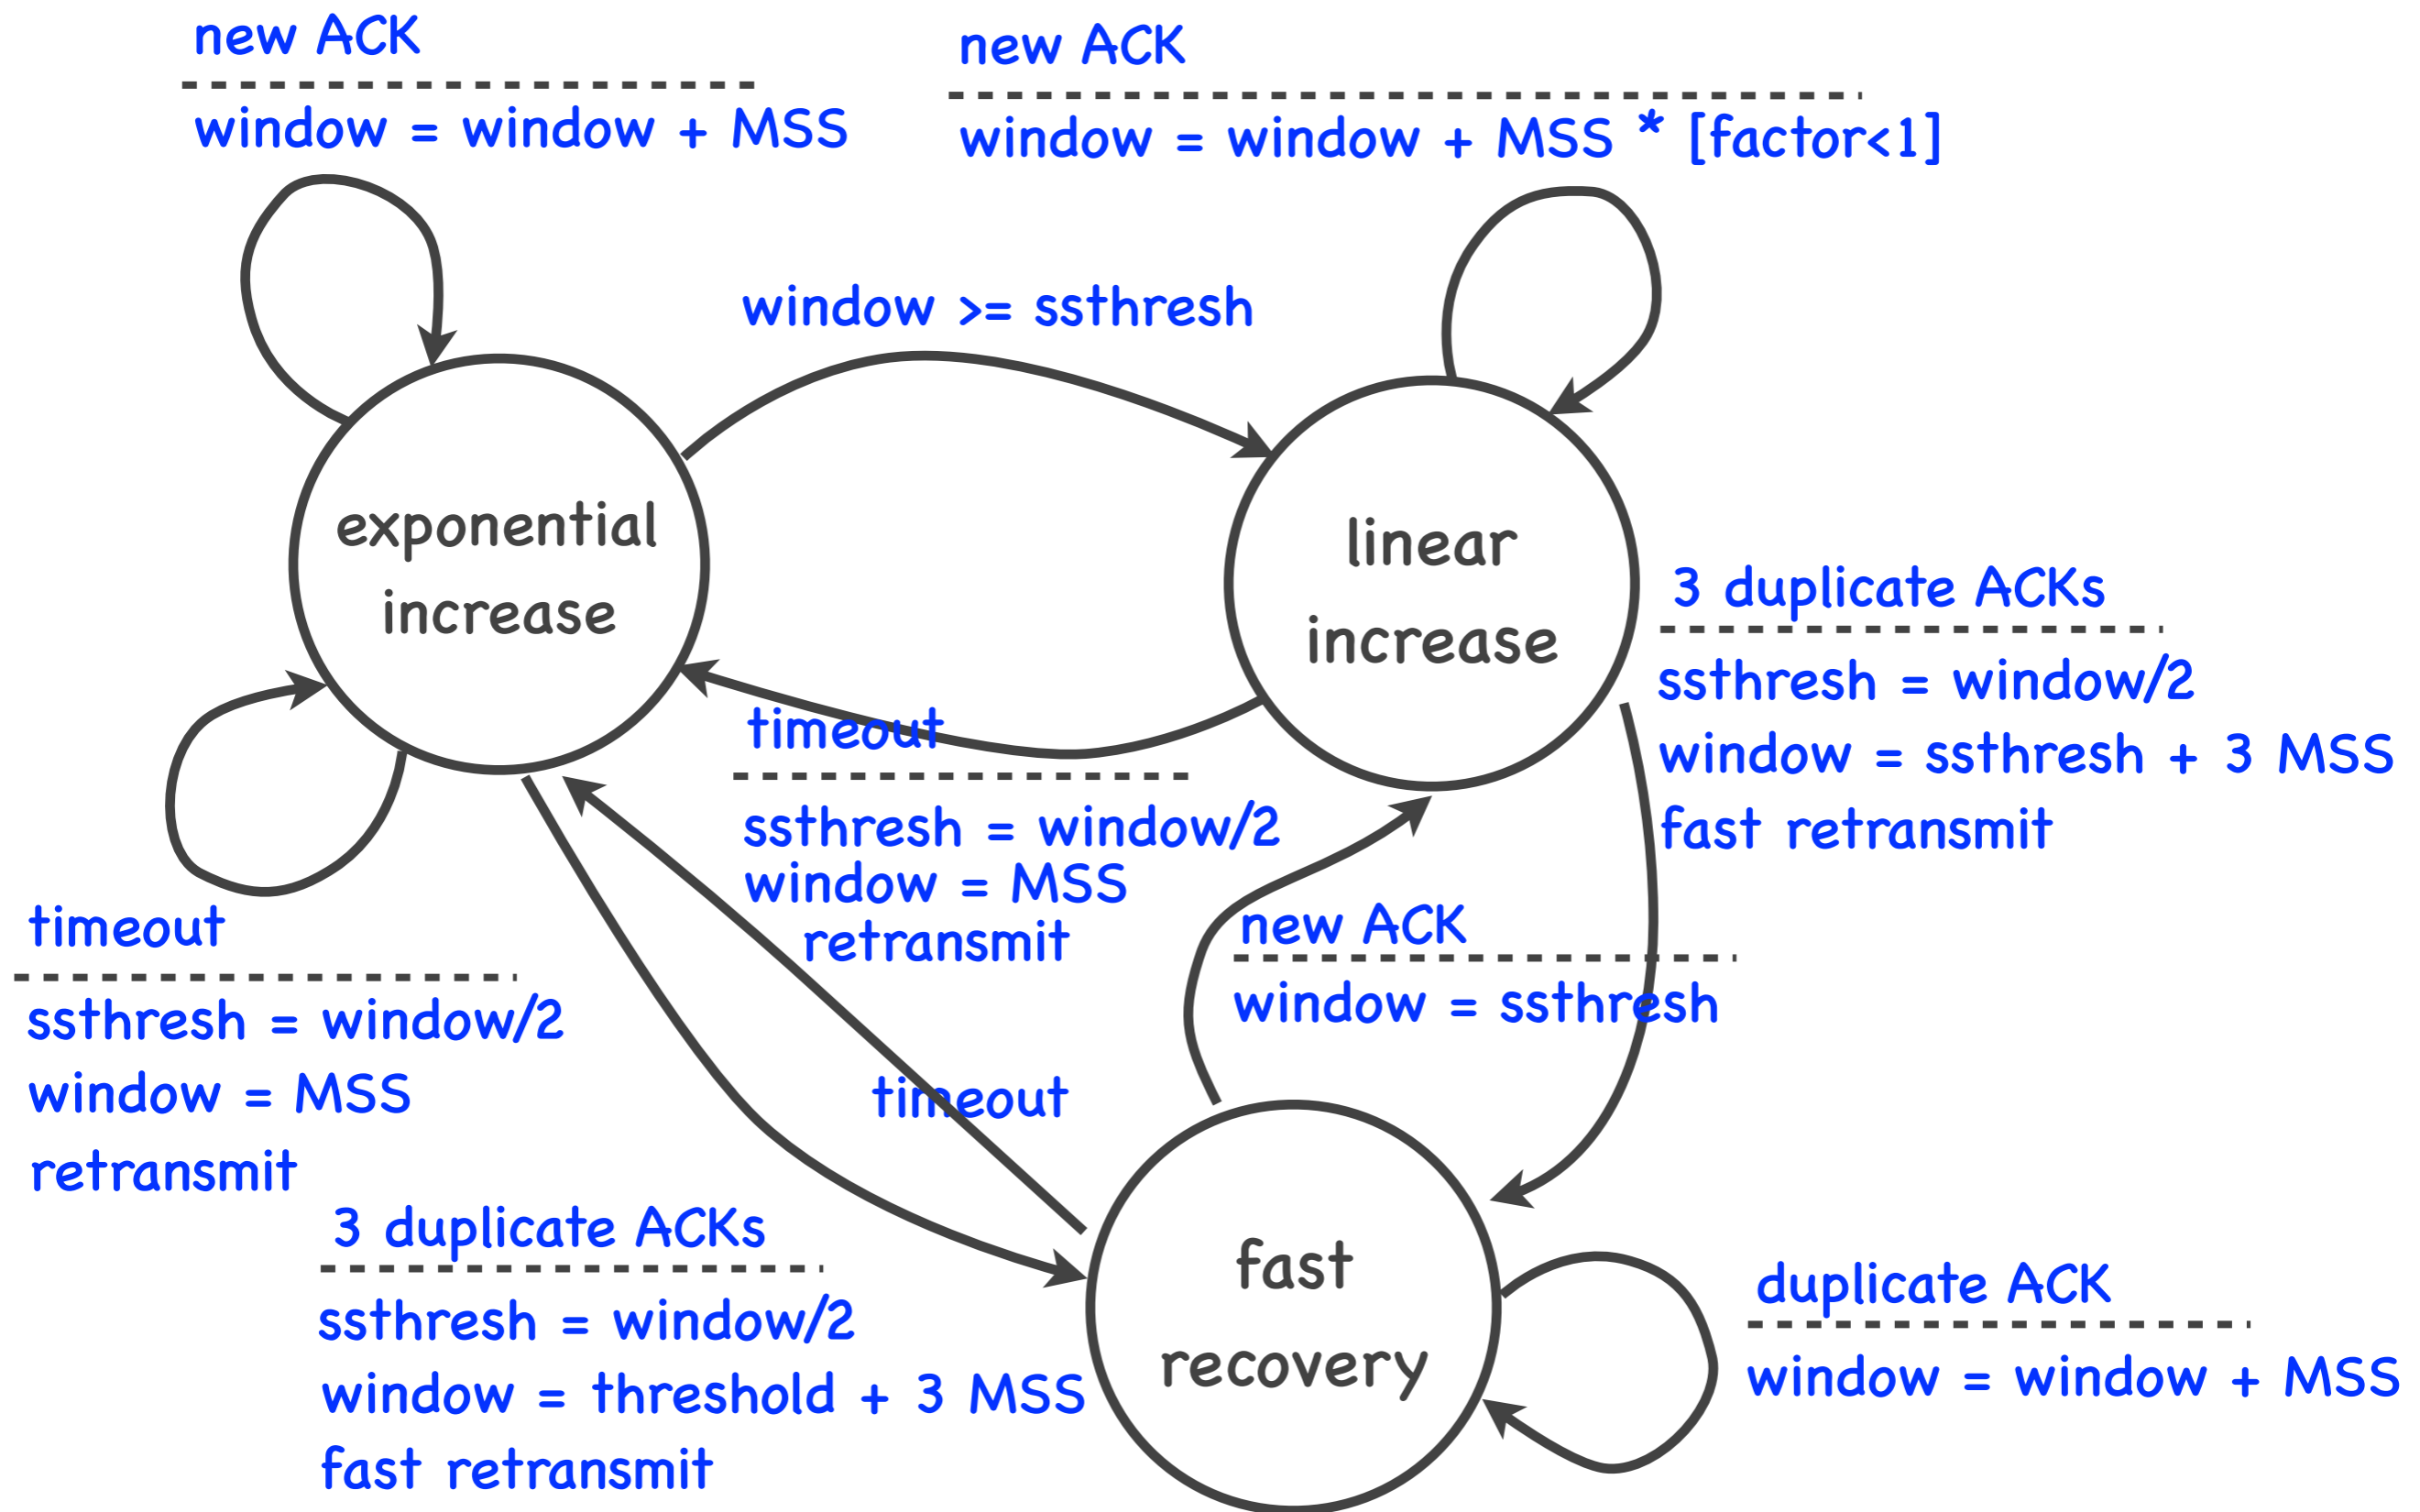 new ACK
window = window + MSS
new ACK
window = window + MSS * [factor<1]
window >= ssthresh
exponential
increase
linear
increase
3 duplicate ACKs
ssthresh = window/2
window = ssthresh + 3 MSS
fast retransmit
timeout
ssthresh = window/2
window = MSS
retransmit
new ACK
window = ssthresh
timeout
ssthresh = window/2
window = MSS
retransmit
timeout
3 duplicate ACKs
ssthresh = window/2
window = threshold + 3 MSS
fast retransmit
fast
recovery
duplicate ACK
window = window + MSS